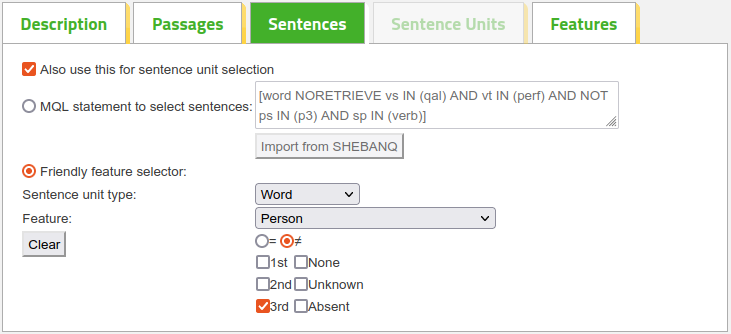 Description Passages Sentences Sentence Units Features
Also use this for sentence unit selection
MQL statement to select sentences: [word NORETRIEVE vs IN (qal) AND vt IN (perf) AND NOT
ps IN (p3) AND sp IN (verb)]
Import from SHEBANQ
Friendly feature selector:
Sentence unit type: Word
Feature: Person
Clear = ≠
1st None
2nd Unknown
3rd Absent